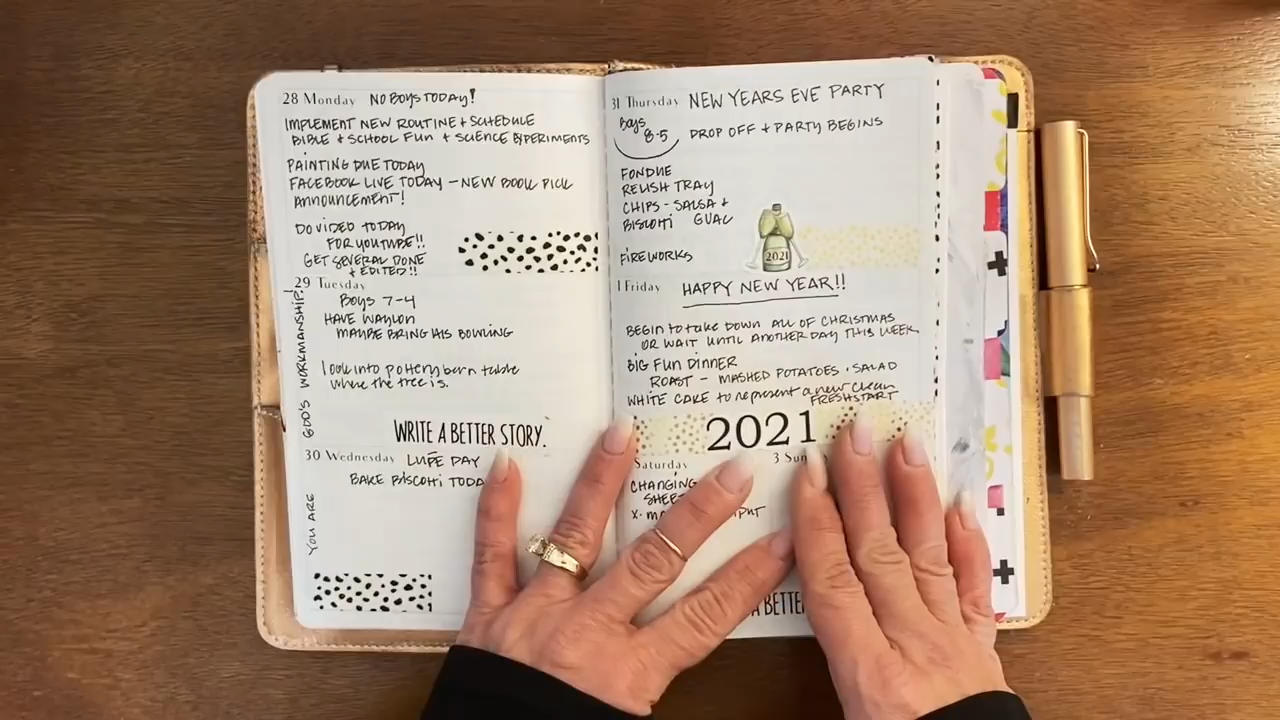 28 Monday NO BOYS TODAY!
IMPLEMENT NEW ROUTINE + SCHEDULE
BIBLE + SCHOOL FUN + SCIENCE EXPERIMENTS
PAINTING DUE TODAY
FACEBOOK LIVE TODAY - NEW BOOK PICK
ANNOUNCEMENT!
DO VIDEO TODAY
FOR YOUTUBE!!
GET SEVERAL DONE
+ EDITED!!
29 Tuesday
BOYS 7-4
HAVE WAYLON
MAYBE BRING HIS BOWLING
look into pottery barn table
where the tree is.
WRITE A BETTER STORY.
30 Wednesday LUPE DAY
BAKE BISCOTTI TODA
YOU ARE GOD'S WORKMANSHIP!
31 Thursday NEW YEARS EVE PARTY
Boys
8-5 DROP OFF + PARTY BEGINS
FONDUE
RELISH TRAY
CHIPS - SALSA +
BISCOTTI GUAC
2021
FIREWORKS
1 Friday HAPPY NEW YEAR!!
BEGIN to take DOWN ALL OF CHRISTMAS
OR WAIT UNTIL ANOTHER DAY THIS WEEK
BIG FUN DINNER
ROAST - MASHED POTATOES · SALAD
WHITE CAKE to represent a new clean
FRESH START
2021
Saturday 3 Sun
CHANGING
SHEE
X-MA
A BETTE